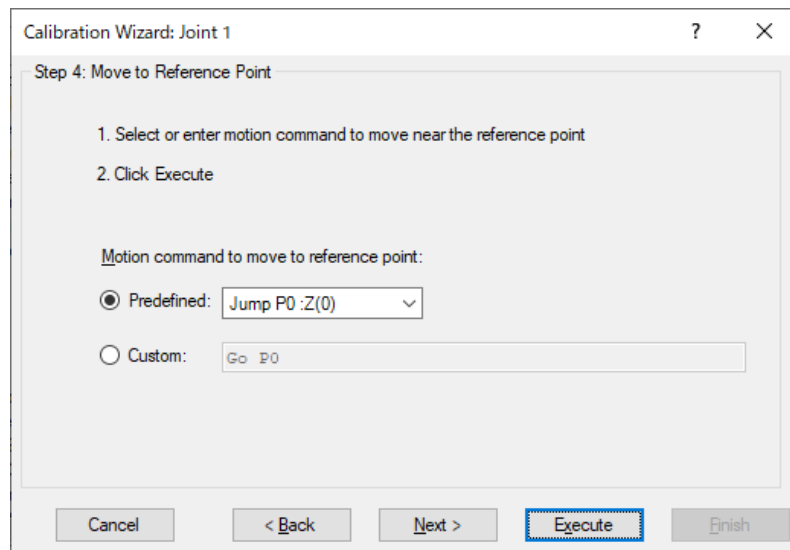 Calibration Wizard: Joint 1
?
Step 4: Move to Reference Point
1. Select or enter motion command to move near the reference point
2. Click Execute
Motion command to move to reference point:
Predefined: Jump P0 :Z(0)
Custom: Go P0
Cancel < Back Next > Execute Finish